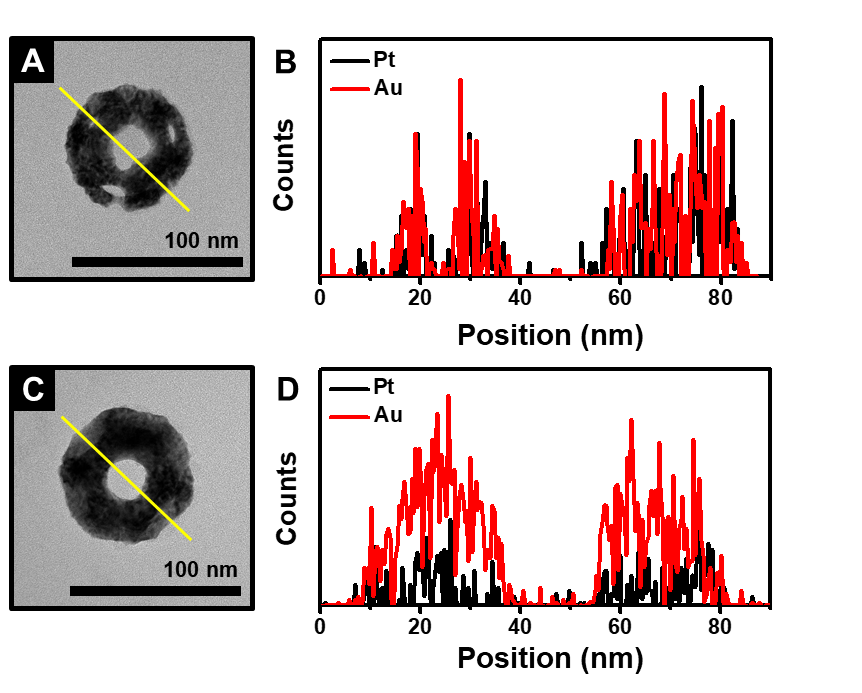 A
100 nm
B
Pt
Au
Counts
0 20 40 60 80
Position (nm)
C
100 nm
D
Pt
Au
Counts
0 20 40 60 80
Position (nm)